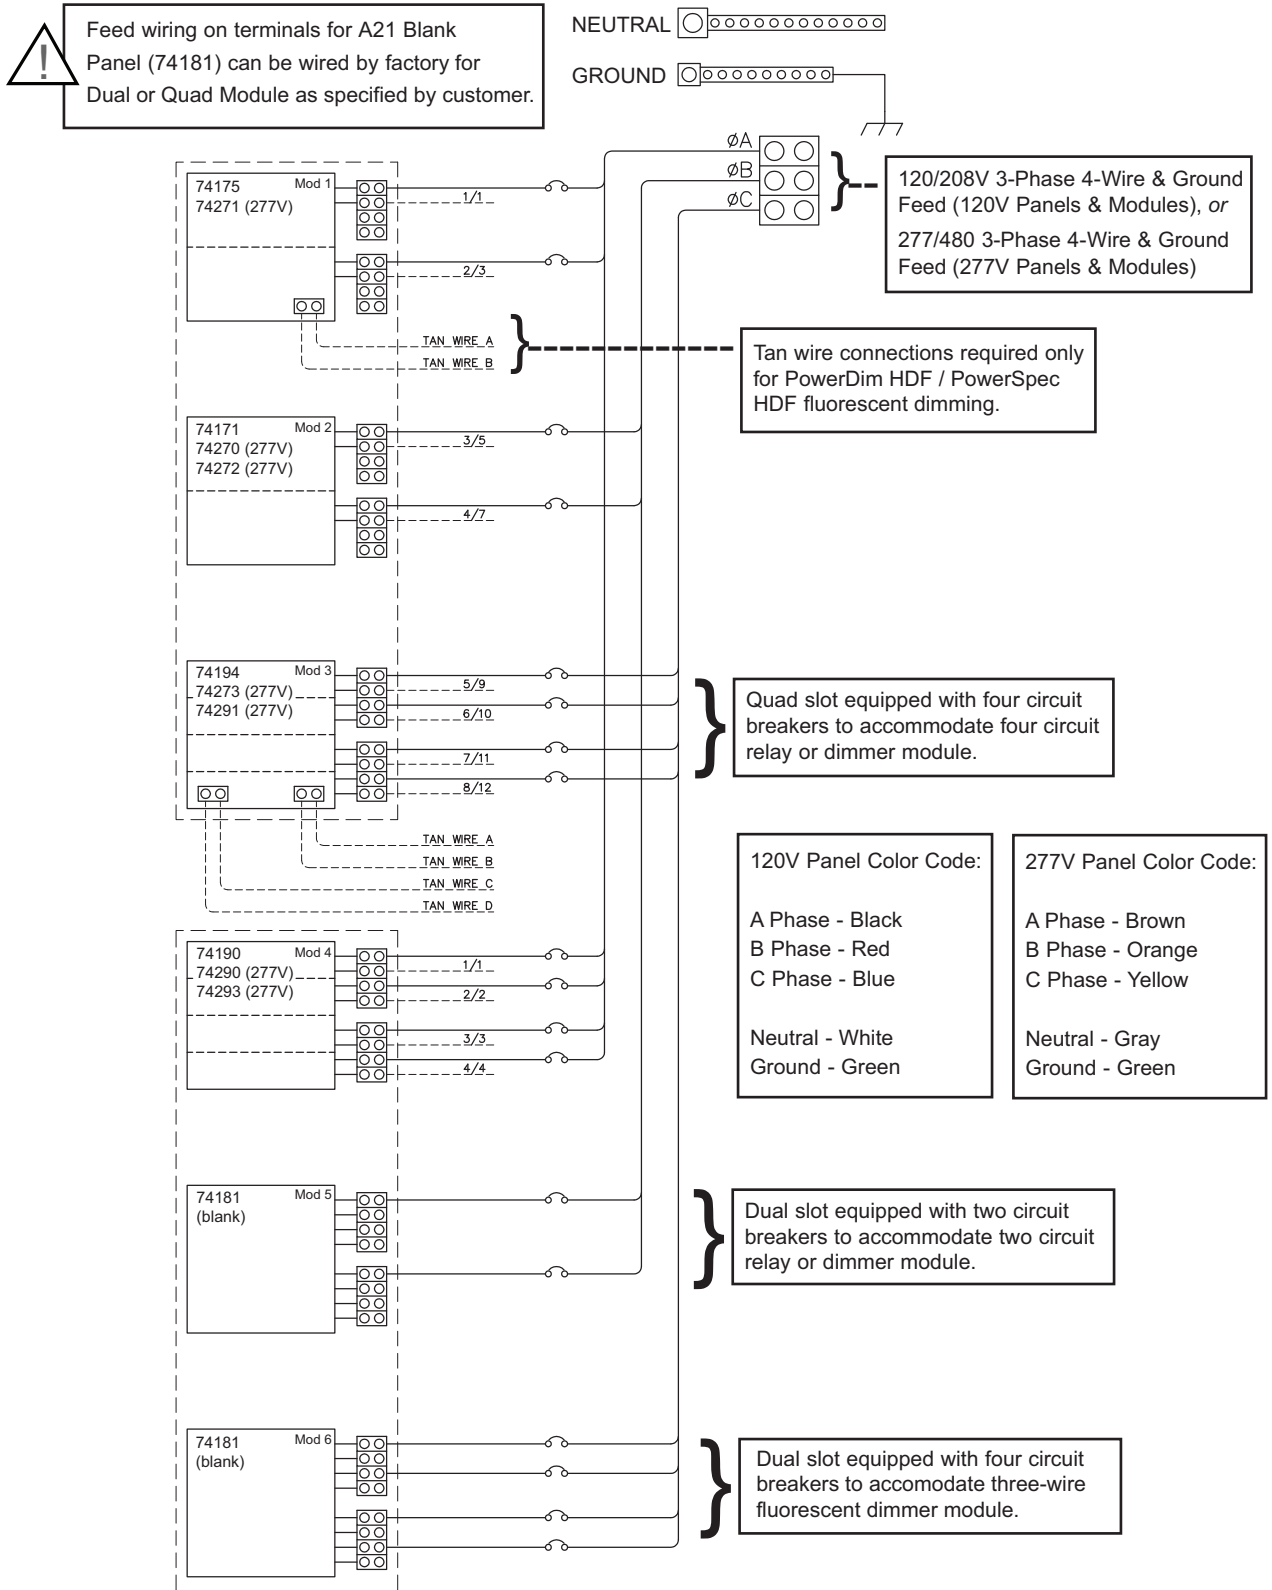 Feed wiring on terminals for A21 Blank
Panel (74181) can be wired by factory for
Dual or Quad Module as specified by customer.
!
NEUTRAL
GROUND
øA
øB
øC
120/208V 3-Phase 4-Wire & Ground
Feed (120V Panels & Modules), or
277/480 3-Phase 4-Wire & Ground
Feed (277V Panels & Modules)
74175 Mod 1
74271 (277V)
1/1
2/3
TAN WIRE A
TAN WIRE B
Tan wire connections required only
for PowerDim HDF / PowerSpec
HDF fluorescent dimming.
74171 Mod 2
74270 (277V)
74272 (277V)
3/5
4/7
74194 Mod 3
74273 (277V)
74291 (277V)
5/9
6/10
7/11
8/12
Quad slot equipped with four circuit
breakers to accommodate four circuit
relay or dimmer module.
TAN WIRE A
TAN WIRE B
TAN WIRE C
TAN WIRE D
120V Panel Color Code:
A Phase - Black
B Phase - Red
C Phase - Blue
Neutral - White
Ground - Green
277V Panel Color Code:
A Phase - Brown
B Phase - Orange
C Phase - Yellow
Neutral - Gray
Ground - Green
74190 Mod 4
74290 (277V)
74293 (277V)
1/1
2/2
3/3
4/4
74181 Mod 5
(blank)
Dual slot equipped with two circuit
breakers to accommodate two circuit
relay or dimmer module.
74181 Mod 6
(blank)
Dual slot equipped with four circuit
breakers to accomodate three-wire
fluorescent dimmer module.